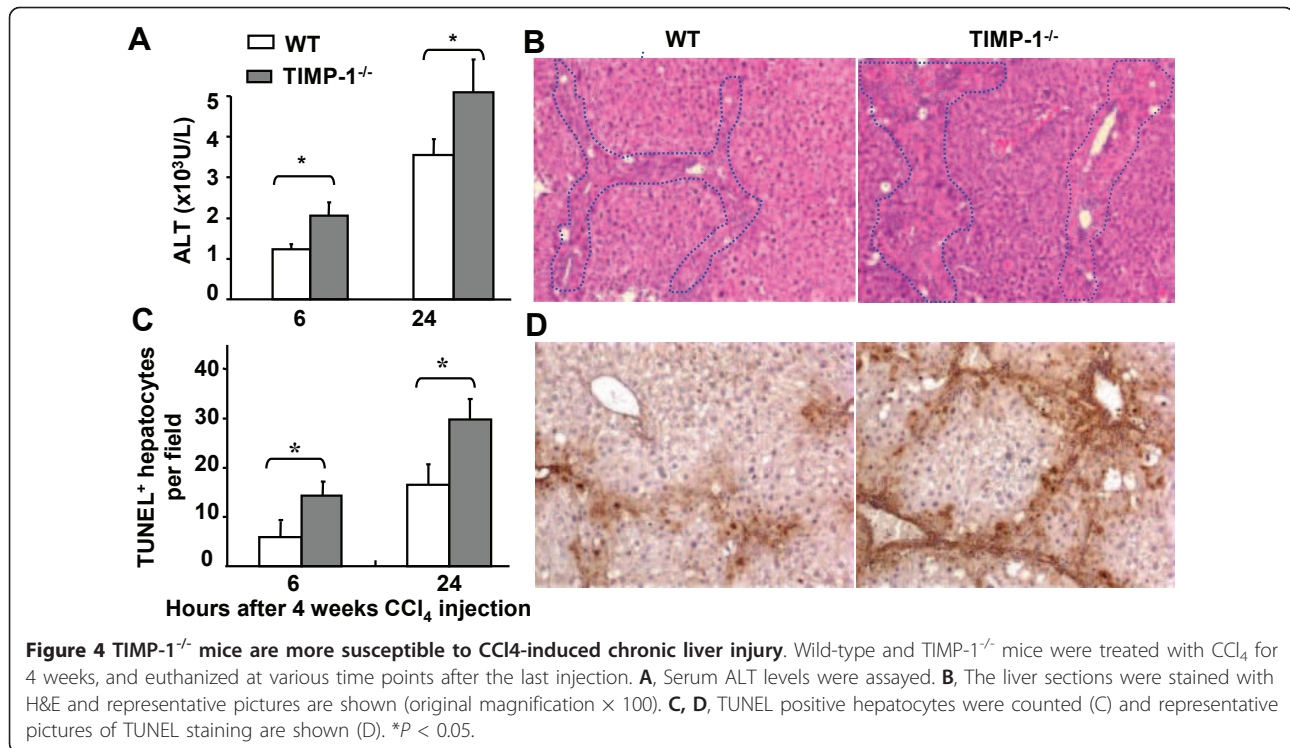 A
WT
TIMP-1⁻/⁻
*
*
5
4
3
2
1
0
ALT (x10³U/L)
6
24
B
WT
TIMP-1⁻/⁻
C
40
30
20
10
0
TUNEL⁺ hepatocytes
per field
*
*
6
24
Hours after 4 weeks CCl₄ injection
D
Figure 4 TIMP-1⁻/⁻ mice are more susceptible to CCl4-induced chronic liver injury. Wild-type and TIMP-1⁻/⁻ mice were treated with CCl₄ for
4 weeks, and euthanized at various time points after the last injection. A, Serum ALT levels were assayed. B, The liver sections were stained with
H&E and representative pictures are shown (original magnification × 100). C, D, TUNEL positive hepatocytes were counted (C) and representative
pictures of TUNEL staining are shown (D). *P < 0.05.